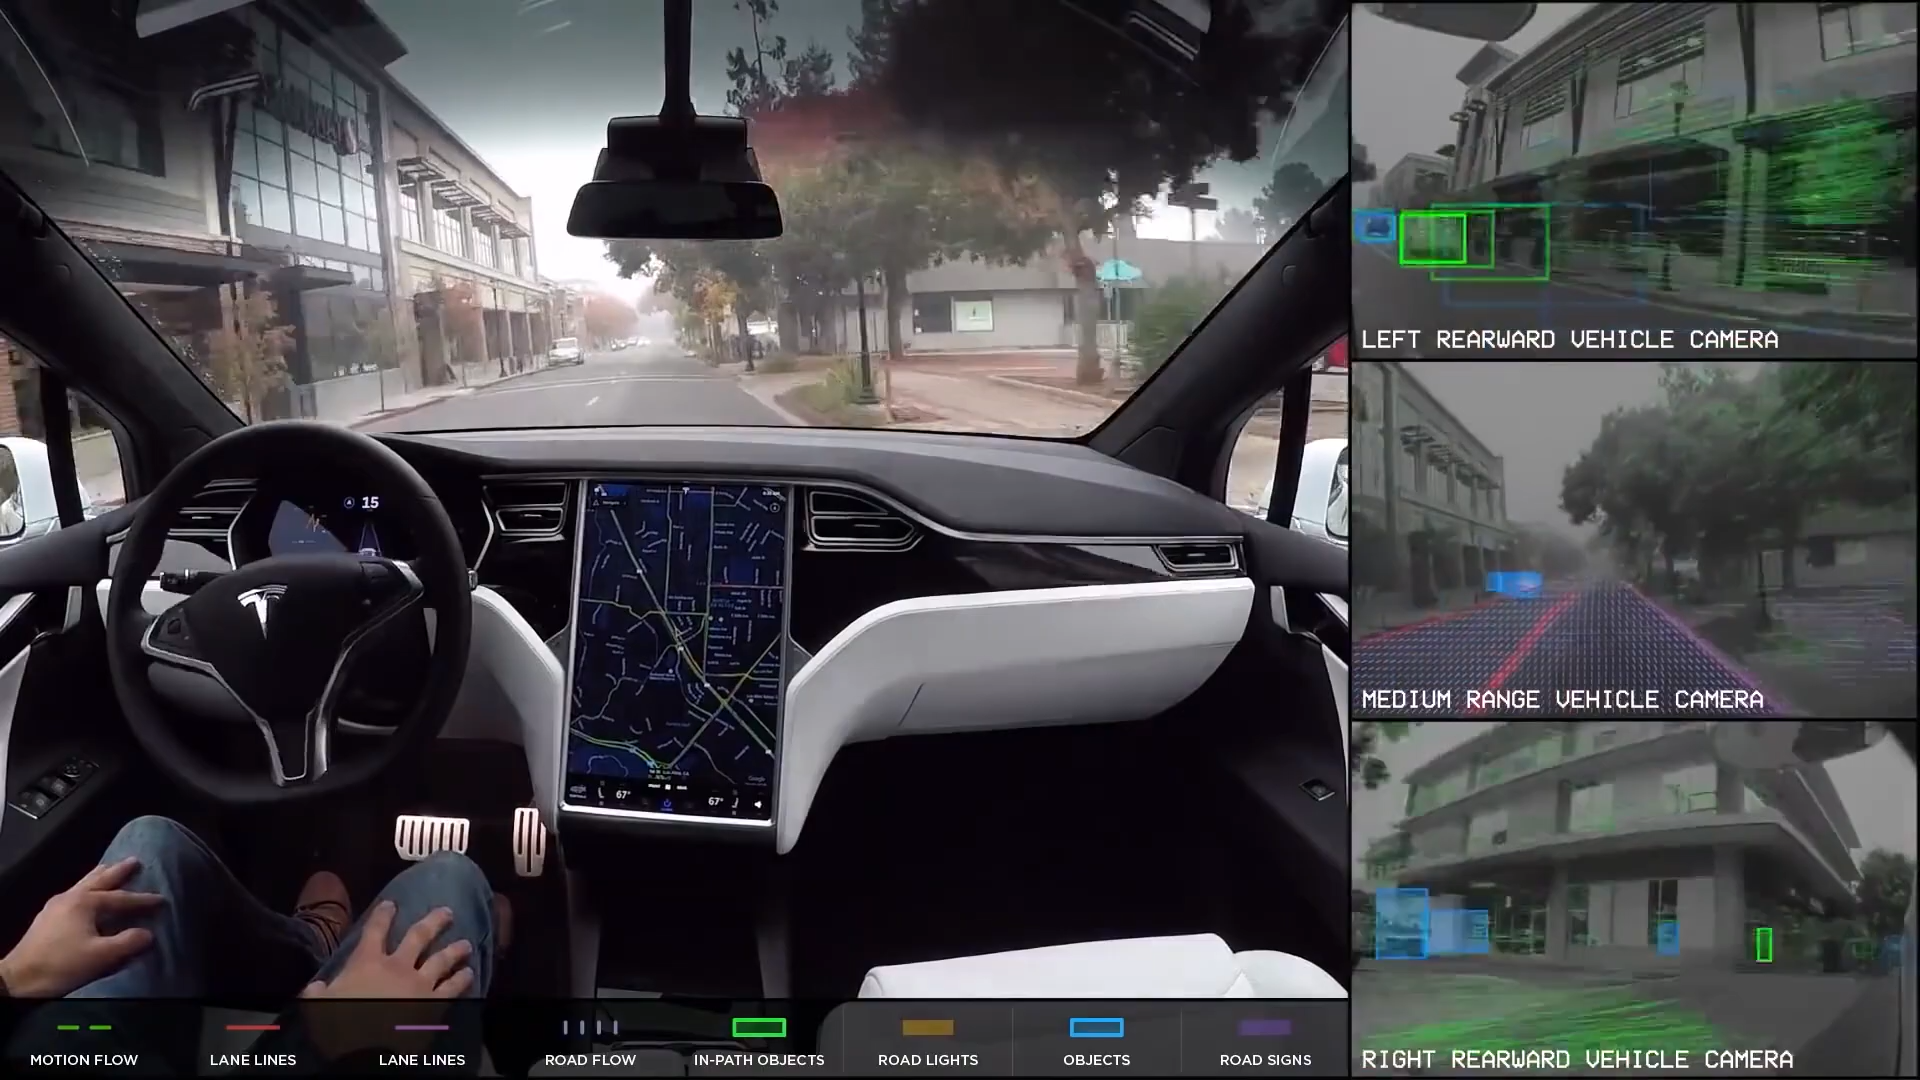 15
67°
67°
MOTION FLOW
LANE LINES
LANE LINES
ROAD FLOW
IN-PATH OBJECTS
ROAD LIGHTS
OBJECTS
ROAD SIGNS
LEFT REARWARD VEHICLE CAMERA
MEDIUM RANGE VEHICLE CAMERA
RIGHT REARWARD VEHICLE CAMERA